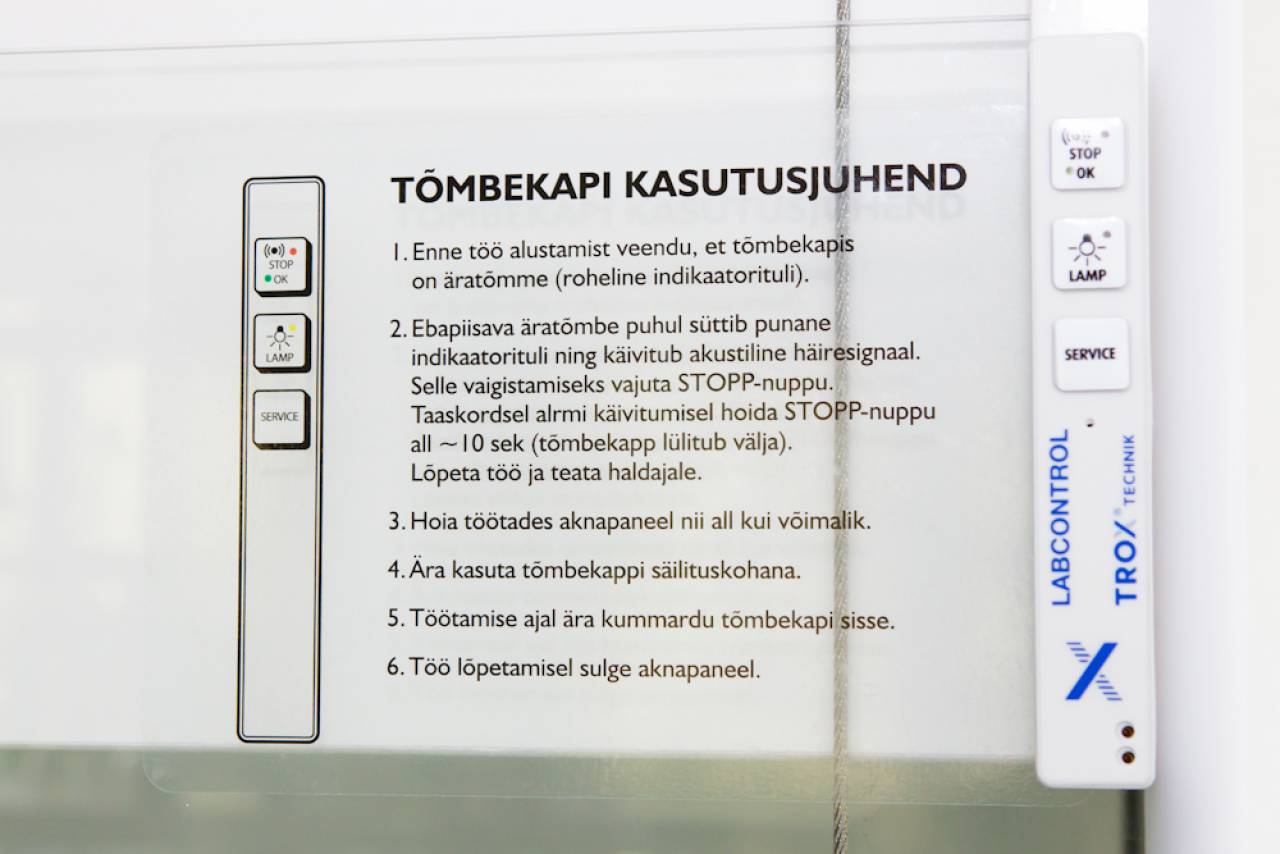 TÕMBEKAPI KASUTUSJUHEND
1. Enne töö alustamist veendu, et tõmbekapis
on äratõmme (roheline indikaatorituli).
2. Ebapiisava äratõmbe puhul süttib punane
indikaatorituli ning käivitub akustiline häiresignaal.
Selle vaigistamiseks vajuta STOPP-nuppu.
Taaskordsel alrmi käivitumisel hoida STOPP-nuppu
all ~10 sek (tõmbekapp lülitub välja).
Lõpeta töö ja teata haldajale.
3. Hoia töötades aknapaneel nii all kui võimalik.
4. Ära kasuta tõmbekappi säilituskohana.
5. Töötamise ajal ära kummardu tõmbekapi sisse.
6. Töö lõpetamisel sulge aknapaneel.
STOP
OK
LAMP
SERVICE
STOP
OK
LAMP
SERVICE
LABCONTROL
TROX® TECHNIK